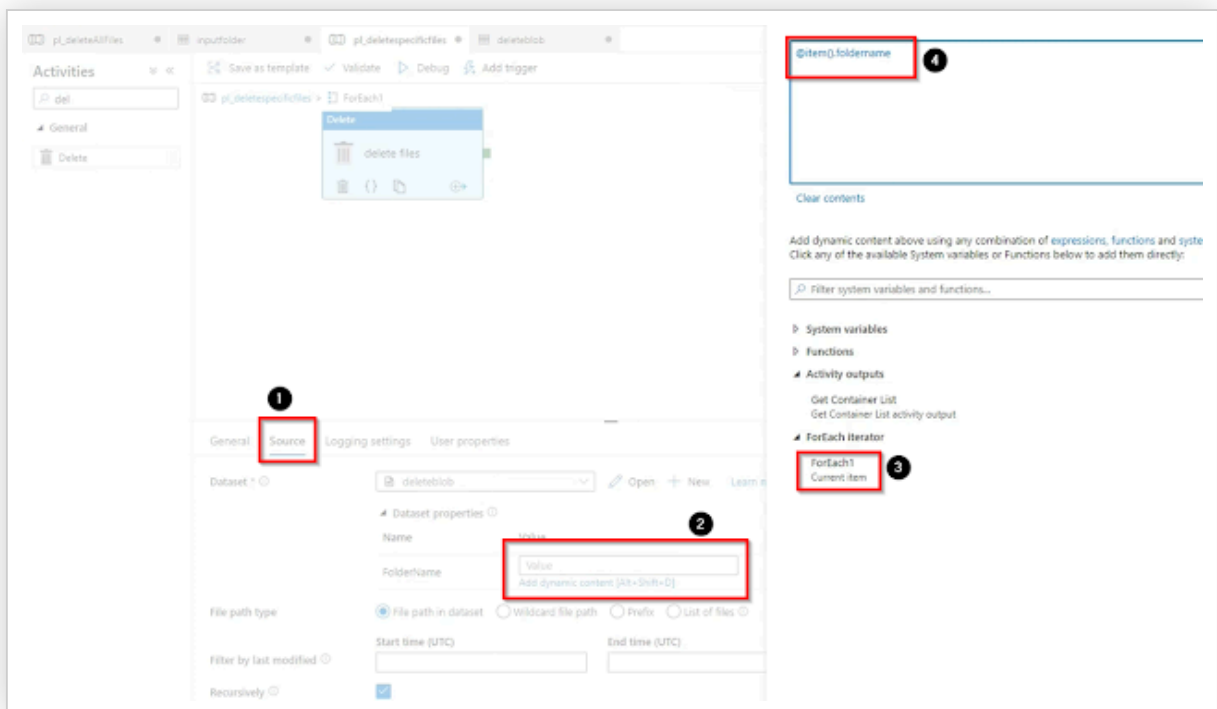 pl_deleteAllFiles
inputfolder
pl_deletespecificfiles
deleteblob
Activities
Save as template
Validate
Debug
Add trigger
del
pl_deletespecificfiles > ForEach1
General
Delete
Delete
delete files
@item().foldername
4
Clear contents
Add dynamic content above using any combination of expressions, functions and syste
Click any of the available System variables or Functions below to add them directly:
Filter system variables and functions...
System variables
Functions
Activity outputs
Get Container List
Get Container List activity output
ForEach iterator
ForEach1
Current item
3
1
General
Source
Logging settings
User properties
Dataset *
deleteblob
Open
New
Learn
Dataset properties
2
Name
Value
FolderName
Value
Add dynamic content [Alt+Shift+D]
File path type
File path in dataset
Wildcard file path
Prefix
List of files
Start time (UTC)
End time (UTC)
Filter by last modified
Recursively